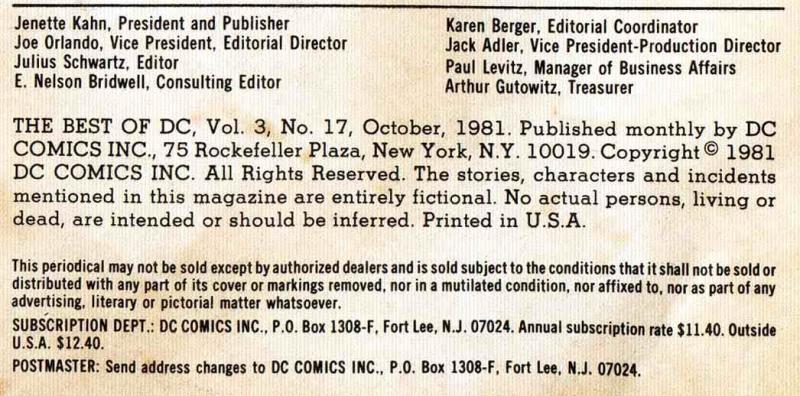 Jenette Kahn, President and Publisher
Joe Orlando, Vice President, Editorial Director
Julius Schwartz, Editor
E. Nelson Bridwell, Consulting Editor
Karen Berger, Editorial Coordinator
Jack Adler, Vice President-Production Director
Paul Levitz, Manager of Business Affairs
Arthur Gutowitz, Treasurer
THE BEST OF DC, Vol. 3, No. 17, October, 1981. Published monthly by DC
COMICS INC., 75 Rockefeller Plaza, New York, N.Y. 10019. Copyright © 1981
DC COMICS INC. All Rights Reserved. The stories, characters and incidents
mentioned in this magazine are entirely fictional. No actual persons, living or
dead, are intended or should be inferred. Printed in U.S.A.
This periodical may not be sold except by authorized dealers and is sold subject to the conditions that it shall not be sold or
distributed with any part of its cover or markings removed, nor in a mutilated condition, nor affixed to, nor as part of any
advertising, literary or pictorial matter whatsoever.
SUBSCRIPTION DEPT.: DC COMICS INC., P.O. Box 1308-F, Fort Lee, N.J. 07024. Annual subscription rate $11.40. Outside
U.S.A. $12.40.
POSTMASTER: Send address changes to DC COMICS INC., P.O. Box 1308-F, Fort Lee, N.J. 07024.